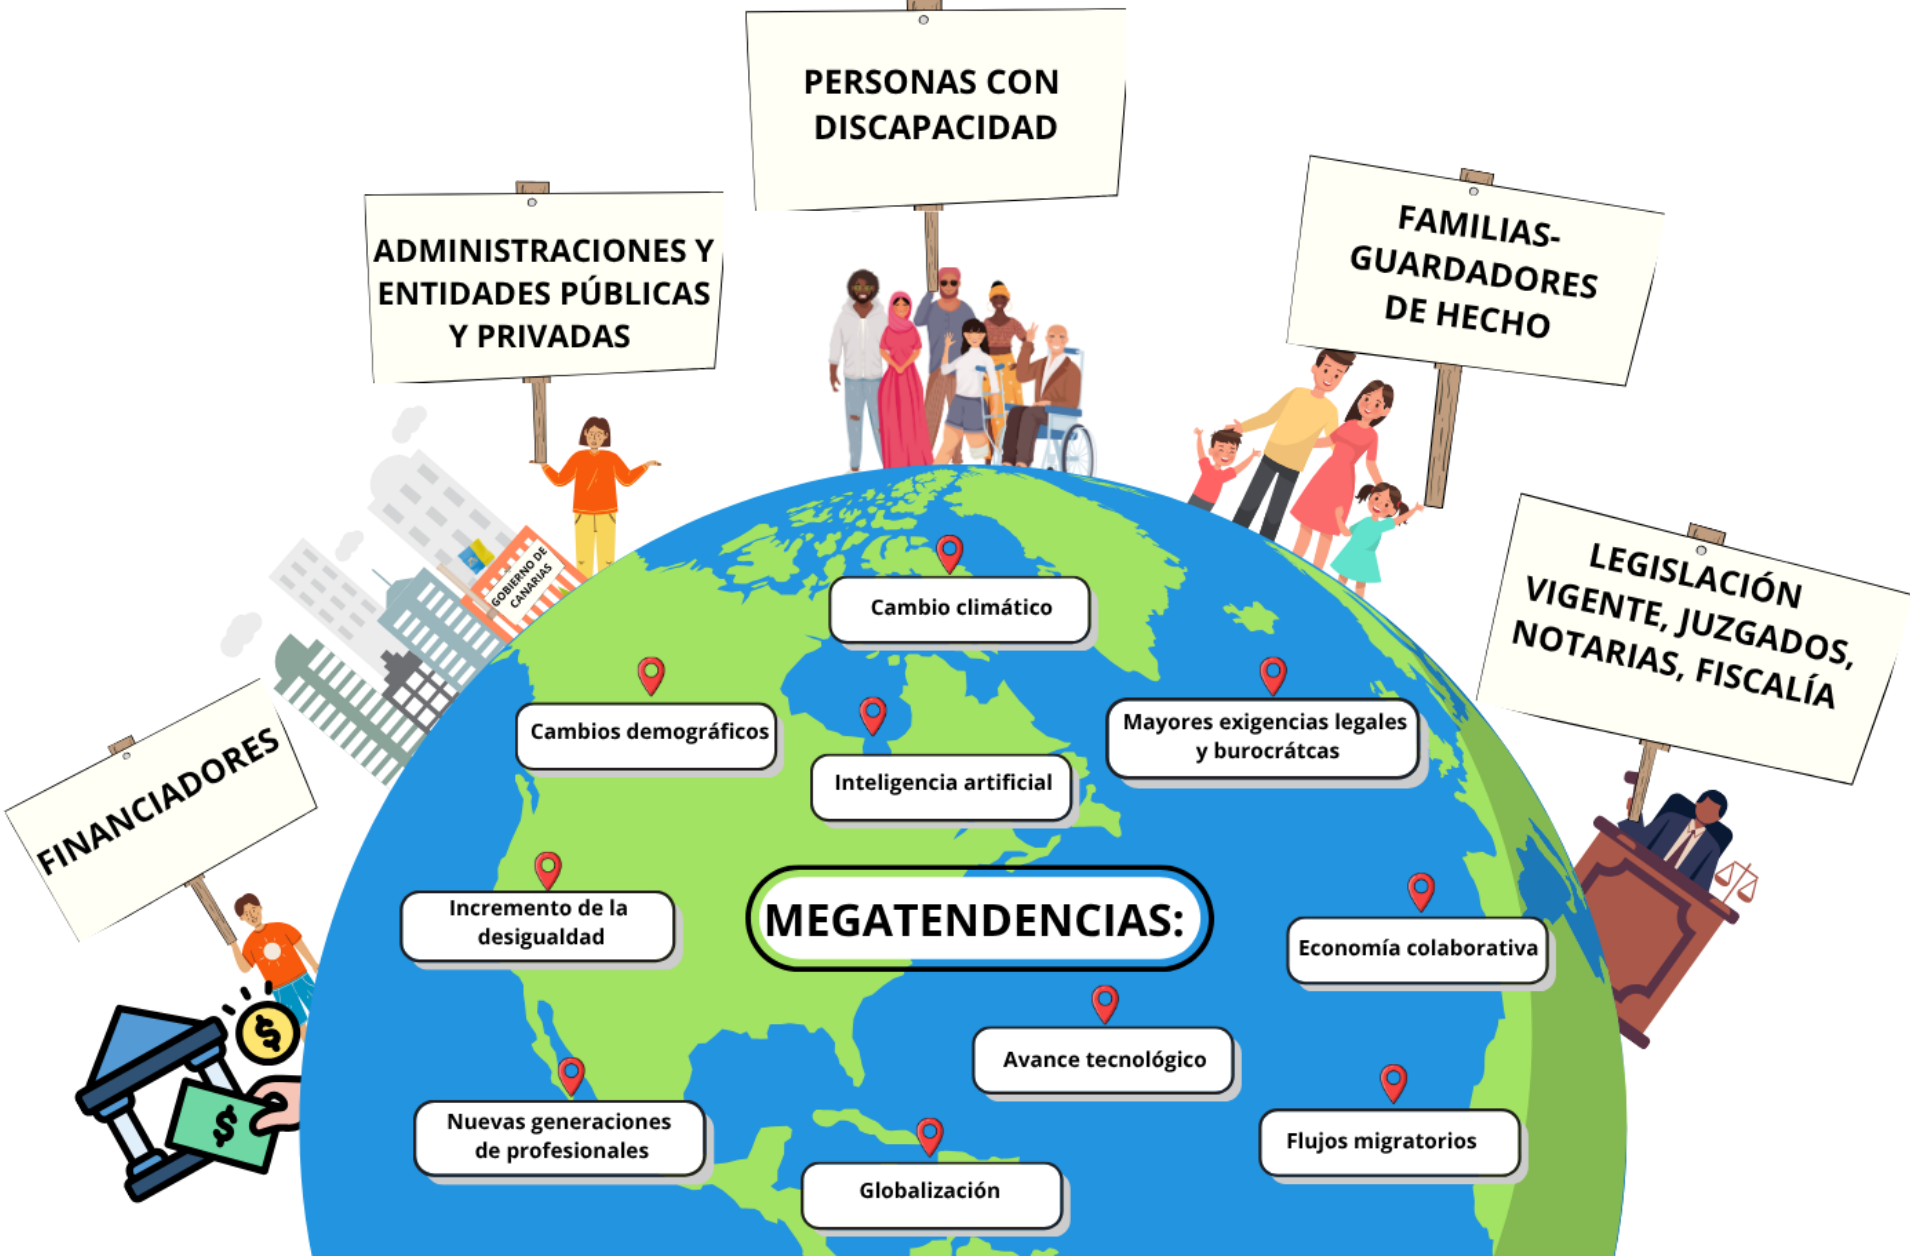 PERSONAS CON
DISCAPACIDAD
ADMINISTRACIONES Y
ENTIDADES PÚBLICAS
Y PRIVADAS
FAMILIAS-
GUARDADORES
DE HECHO
LEGISLACIÓN
VIGENTE, JUZGADOS,
NOTARIAS, FISCALÍA
FINANCIADORES
GOBIERNO DE
CANARIAS
Cambio climático
Cambios demográficos
Inteligencia artificial
Mayores exigencias legales
y burocrátcas
Incremento de la
desigualdad
MEGATENDENCIAS:
Economía colaborativa
Avance tecnológico
Nuevas generaciones
de profesionales
Globalización
Flujos migratorios
$
$